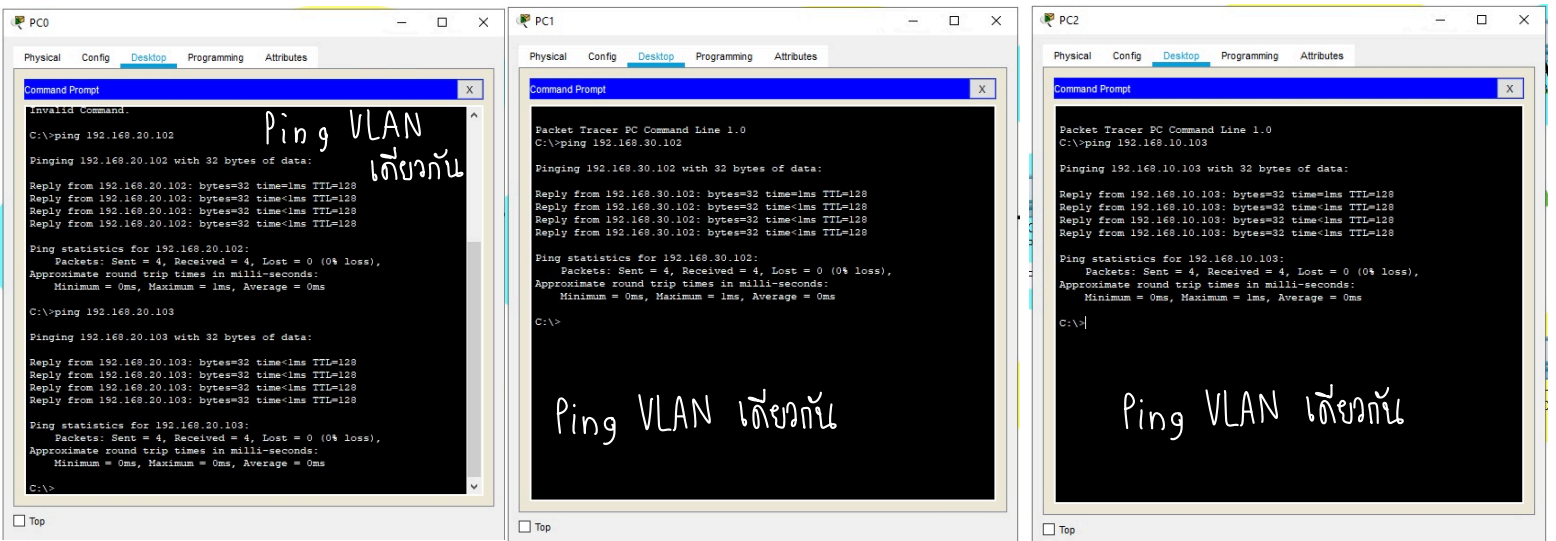 PC0
Physical Config Desktop Programming Attributes
Command Prompt X
Invalid Command.
C:\>ping 192.168.20.102
Ping VLAN
เดียวกัน
Pinging 192.168.20.102 with 32 bytes of data:
Reply from 192.168.20.102: bytes=32 time=1ms TTL=128
Reply from 192.168.20.102: bytes=32 time<1ms TTL=128
Reply from 192.168.20.102: bytes=32 time<1ms TTL=128
Reply from 192.168.20.102: bytes=32 time<1ms TTL=128
Ping statistics for 192.168.20.102:
Packets: Sent = 4, Received = 4, Lost = 0 (0% loss),
Approximate round trip times in milli-seconds:
Minimum = 0ms, Maximum = 1ms, Average = 0ms
C:\>ping 192.168.20.103
Pinging 192.168.20.103 with 32 bytes of data:
Reply from 192.168.20.103: bytes=32 time<1ms TTL=128
Reply from 192.168.20.103: bytes=32 time<1ms TTL=128
Reply from 192.168.20.103: bytes=32 time<1ms TTL=128
Reply from 192.168.20.103: bytes=32 time<1ms TTL=128
Ping statistics for 192.168.20.103:
Packets: Sent = 4, Received = 4, Lost = 0 (0% loss),
Approximate round trip times in milli-seconds:
Minimum = 0ms, Maximum = 0ms, Average = 0ms
C:\>
Top
PC1
Physical Config Desktop Programming Attributes
Command Prompt X
Packet Tracer PC Command Line 1.0
C:\>ping 192.168.30.102
Pinging 192.168.30.102 with 32 bytes of data:
Reply from 192.168.30.102: bytes=32 time=1ms TTL=128
Reply from 192.168.30.102: bytes=32 time<1ms TTL=128
Reply from 192.168.30.102: bytes=32 time<1ms TTL=128
Reply from 192.168.30.102: bytes=32 time<1ms TTL=128
Ping statistics for 192.168.30.102:
Packets: Sent = 4, Received = 4, Lost = 0 (0% loss),
Approximate round trip times in milli-seconds:
Minimum = 0ms, Maximum = 1ms, Average = 0ms
C:\>
Ping VLAN เดียวกัน
Top
PC2
Physical Config Desktop Programming Attributes
Command Prompt X
Packet Tracer PC Command Line 1.0
C:\>ping 192.168.10.103
Pinging 192.168.10.103 with 32 bytes of data:
Reply from 192.168.10.103: bytes=32 time=1ms TTL=128
Reply from 192.168.10.103: bytes=32 time<1ms TTL=128
Reply from 192.168.10.103: bytes=32 time<1ms TTL=128
Reply from 192.168.10.103: bytes=32 time<1ms TTL=128
Ping statistics for 192.168.10.103:
Packets: Sent = 4, Received = 4, Lost = 0 (0% loss),
Approximate round trip times in milli-seconds:
Minimum = 0ms, Maximum = 1ms, Average = 0ms
C:\>
Ping VLAN เดียวกัน
Top